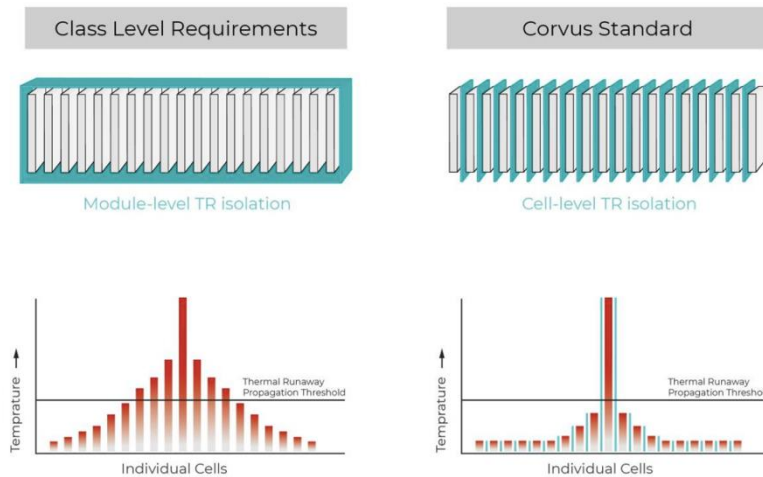 Class Level Requirements
Corvus Standard
Module-level TR isolation
Cell-level TR isolation
Temprature
Thermal Runaway
Propagation Threshold
Individual Cells
Temprature
Thermal Runaway
Propagation Threshold
Individual Cells